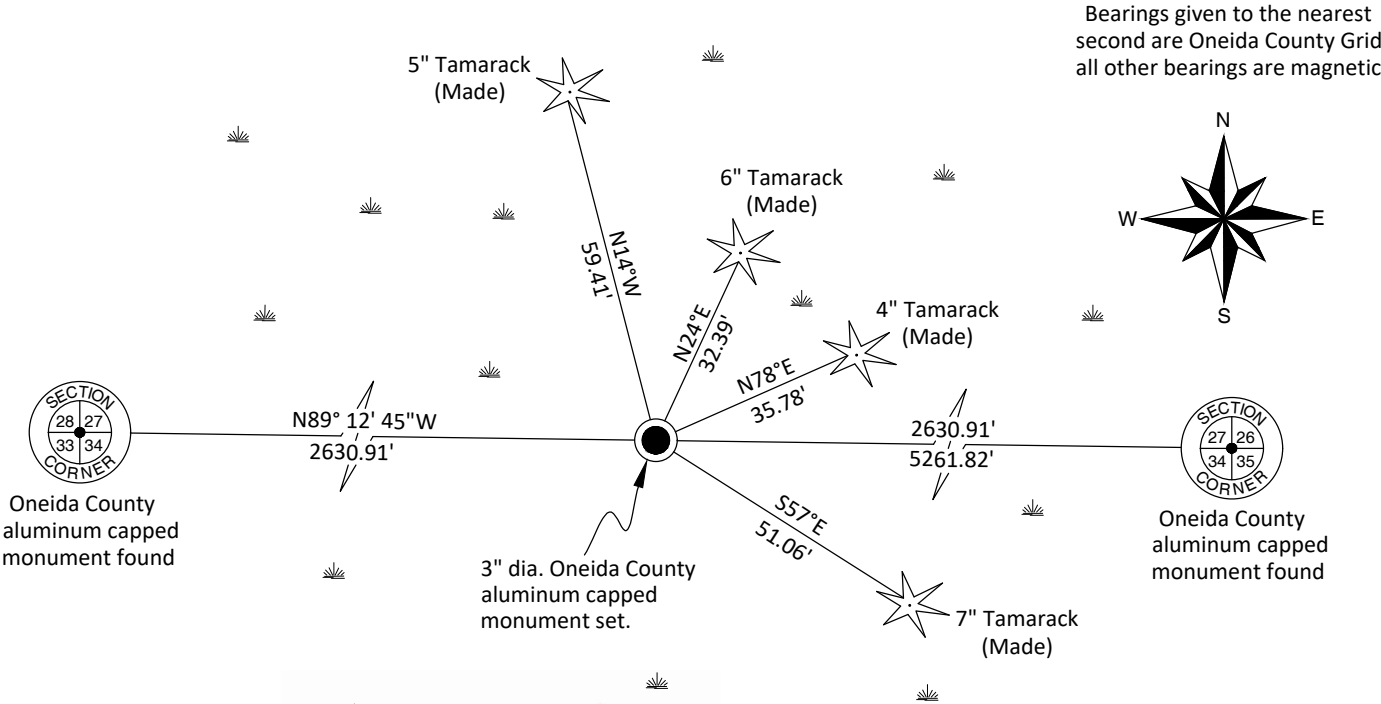 Bearings given to the nearest
second are Oneida County Grid
all other bearings are magnetic
N
W
E
S
5" Tamarack
(Made)
6" Tamarack
(Made)
4" Tamarack
(Made)
N14°W
59.41'
N24°E
32.39'
N78°E
35.78'
SECTION
28 27
33 34
CORNER
N89° 12' 45"W
2630.91'
2630.91'
5261.82'
SECTION
27 26
34 35
CORNER
Oneida County
aluminum capped
monument found
S57°E
51.06'
Oneida County
aluminum capped
monument found
3" dia. Oneida County
aluminum capped
monument set.
7" Tamarack
(Made)